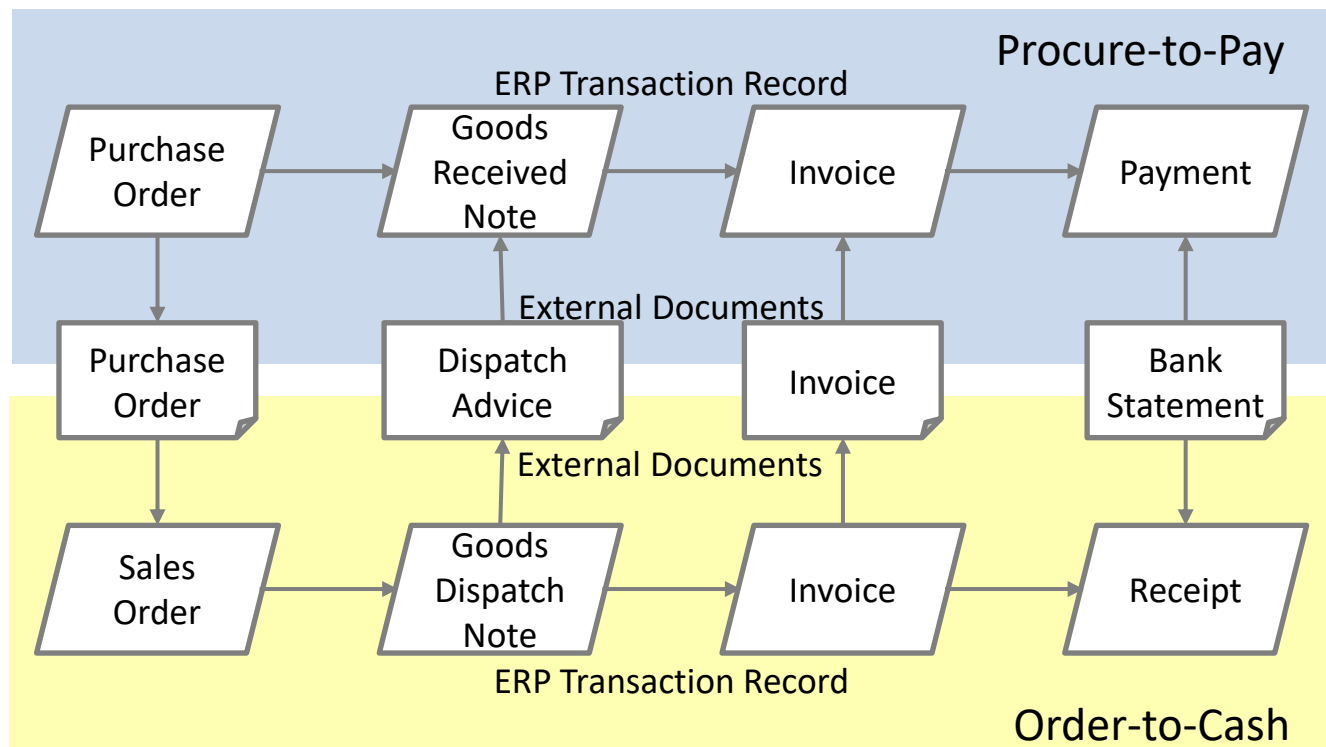 Procure-to-Pay
ERP Transaction Record
Purchase
Order
Goods
Received
Note
Invoice
Payment
External Documents
Purchase
Order
Dispatch
Advice
Invoice
Bank
Statement
External Documents
Sales
Order
Goods
Dispatch
Note
Invoice
Receipt
ERP Transaction Record
Order-to-Cash